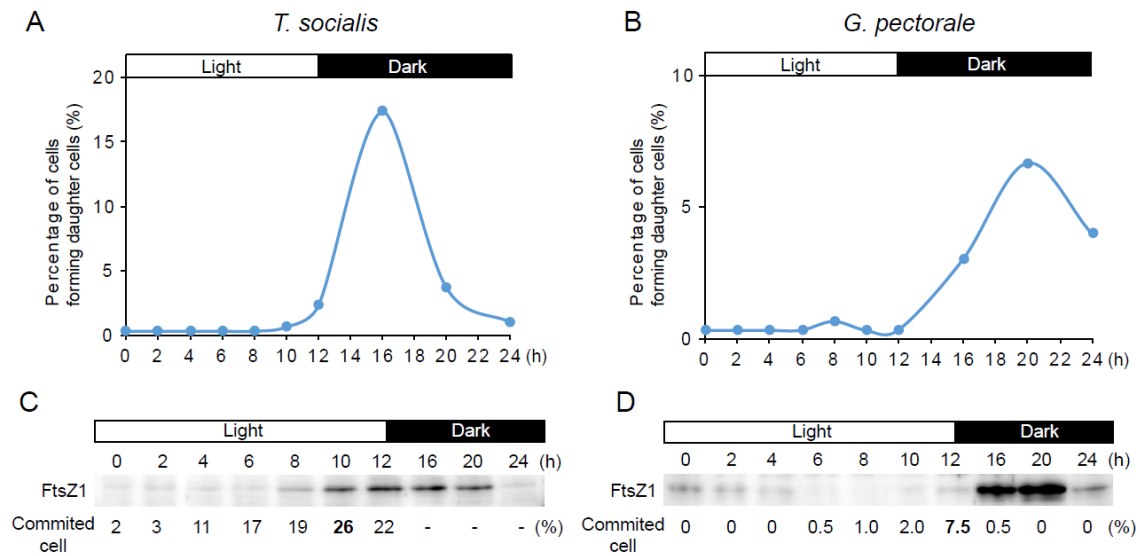 A
T. socialis
Light
Dark
Percentage of cells
forming daughter cells (%)
20
15
10
5
0
0 2 4 6 8 10 12 14 16 18 20 22 24 (h)
B
G. pectorale
Light
Dark
Percentage of cells
forming daughter cells (%)
10
5
0
0 2 4 6 8 10 12 14 16 18 20 22 24 (h)
C
Light
Dark
0 2 4 6 8 10 12 16 20 24 (h)
FtsZ1
Commited
cell
2 3 11 17 19 26 22 - - - (%)
D
Light
Dark
0 2 4 6 8 10 12 16 20 24 (h)
FtsZ1
Commited
cell
0 0 0 0.5 1.0 2.0 7.5 0.5 0 0 (%)